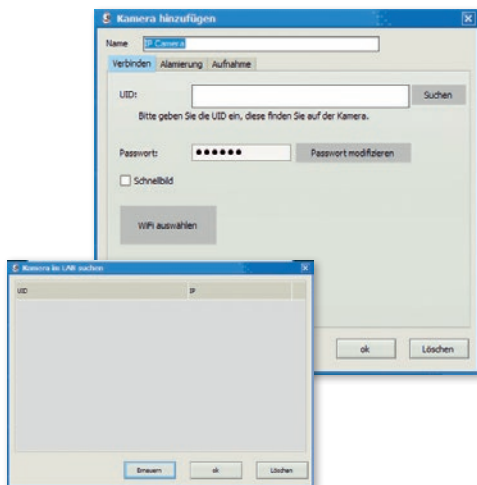 Kamera hinzufügen
Name IP Camera
Verbinden Alamierung Aufnahme
UID: Suchen
Bitte geben Sie die UID ein, diese finden Sie auf der Kamera.
Passwort: ●●●●●● Passwort modifizieren
Schnellbild
WiFi auswählen
ok Löschen
Kamera im LAN suchen
UID IP
Erneuern ok Löschen